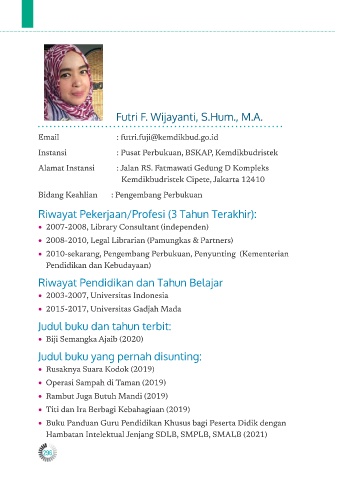 Futri F. Wijayanti, S.Hum., M.A.
Email : futri.fuji@kemdikbud.go.id
Instansi : Pusat Perbukuan, BSKAP, Kemdikbudristek
Alamat Instansi : Jalan RS. Fatmawati Gedung D Kompleks
Kemdikbudristek Cipete, Jakarta 12410
Bidang Keahlian : Pengembang Perbukuan
Riwayat Pekerjaan/Profesi (3 Tahun Terakhir):
• 2007-2008, Library Consultant (independen)
• 2008-2010, Legal Librarian (Pamungkas & Partners)
• 2010-sekarang, Pengembang Perbukuan, Penyunting (Kementerian
Pendidikan dan Kebudayaan)
Riwayat Pendidikan dan Tahun Belajar
• 2003-2007, Universitas Indonesia
• 2015-2017, Universitas Gadjah Mada
Judul buku dan tahun terbit:
• Biji Semangka Ajaib (2020)
Judul buku yang pernah disunting:
• Rusaknya Suara Kodok (2019)
• Operasi Sampah di Taman (2019)
• Rambut Juga Butuh Mandi (2019)
• Titi dan Ira Berbagi Kebahagiaan (2019)
• Buku Panduan Guru Pendidikan Khusus bagi Peserta Didik dengan
Hambatan Intelektual Jenjang SDLB, SMPLB, SMALB (2021)
296